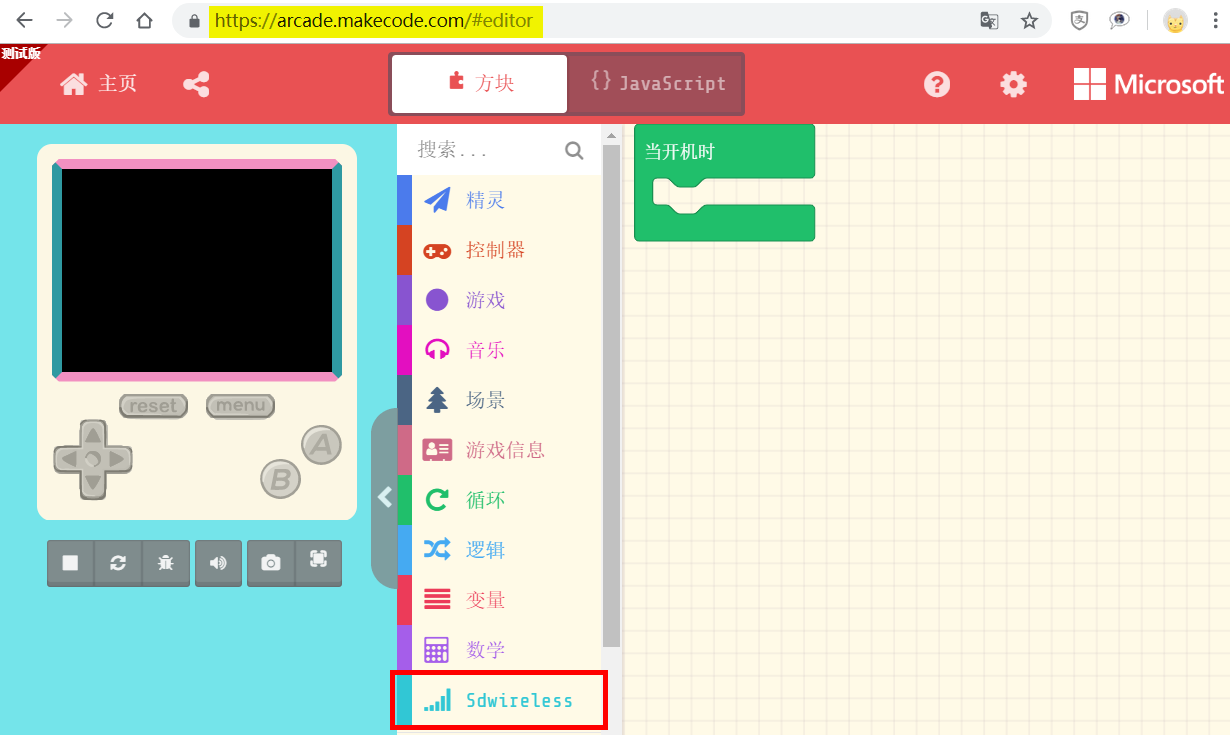 https://arcade.makecode.com/#editor
测试版
主页
方块
{} JavaScript
Microsoft
搜索...
当开机时
精灵
控制器
游戏
音乐
场景
游戏信息
循环
逻辑
变量
数学
Sdwireless
reset
menu
A
B